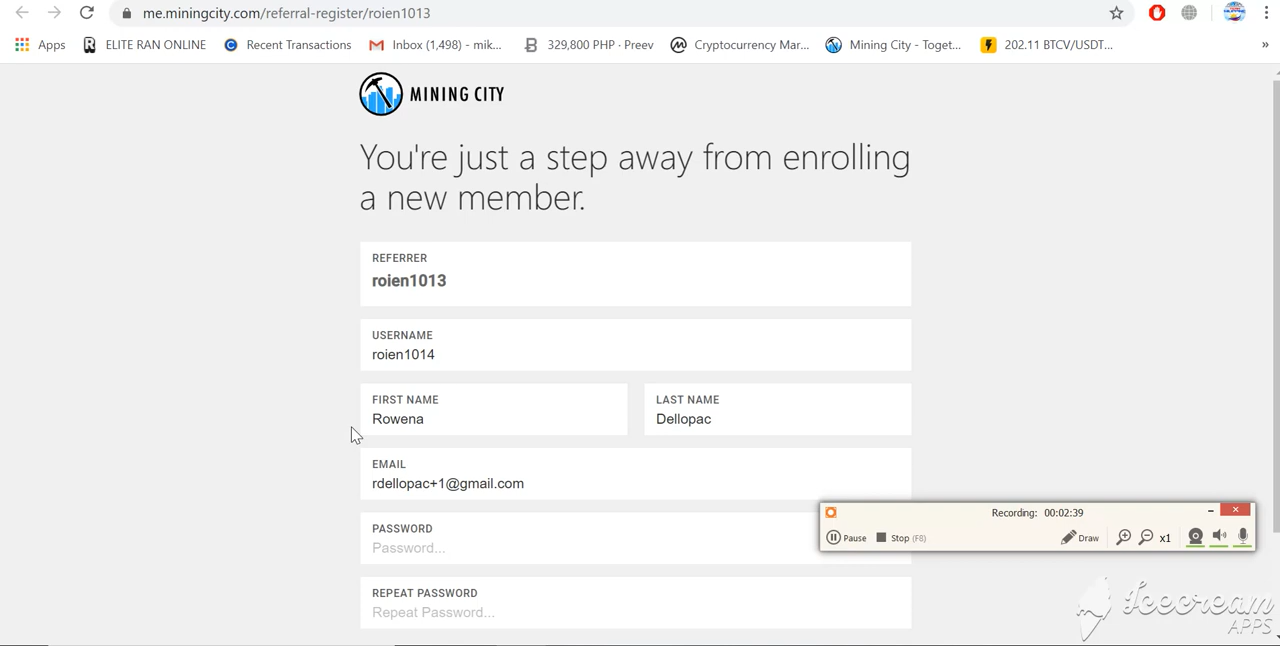 me.miningcity.com/referral-register/roien1013
Apps ELITE RAN ONLINE Recent Transactions Inbox (1,498) - mik... 329,800 PHP · Preev Cryptocurrency Mar... Mining City - Toget... 202.11 BTCV/USDT... »
MINING CITY
You're just a step away from enrolling
a new member.
REFERRER
roien1013
USERNAME
roien1014
FIRST NAME LAST NAME
Rowena Dellopac
EMAIL
rdellopac+1@gmail.com
Recording: 00:02:39
PASSWORD
Pause Stop (F8) Draw x1
Password...
REPEAT PASSWORD
Repeat Password...
Icecream
APPS